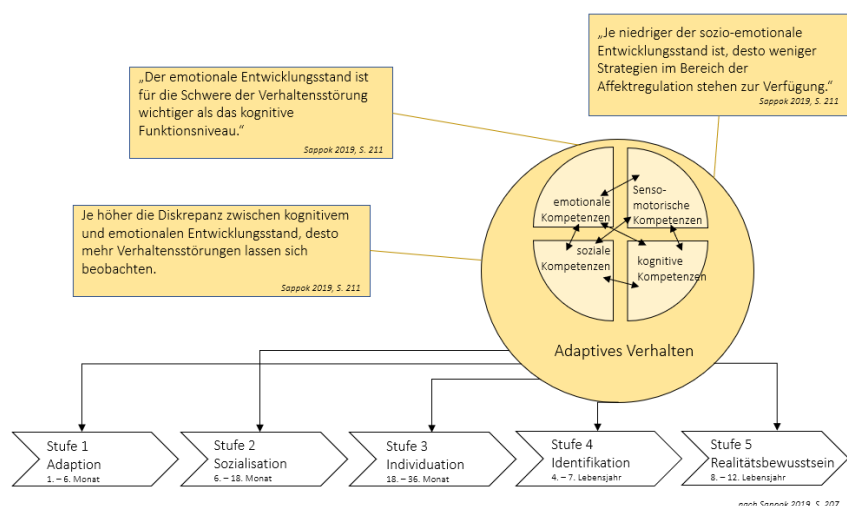 „Je niedriger der sozio-emotionale
Entwicklungsstand ist, desto weniger
Strategien im Bereich der
Affektregulation stehen zur Verfügung.“
Sappok 2019, S. 211
„Der emotionale Entwicklungsstand ist
für die Schwere der Verhaltensstörung
wichtiger als das kognitive
Funktionsniveau.“
Sappok 2019, S. 211
Je höher die Diskrepanz zwischen kognitivem
und emotionalen Entwicklungsstand, desto
mehr Verhaltensstörungen lassen sich
beobachten.
Sappok 2019, S. 211
emotionale
Kompetenzen
Senso-
motorische
Kompetenzen
soziale
Kompetenzen
kognitive
Kompetenzen
Adaptives Verhalten
Stufe 1
Adaption
1. – 6. Monat
Stufe 2
Sozialisation
6. – 18. Monat
Stufe 3
Individuation
18. – 36. Monat
Stufe 4
Identifikation
4. – 7. Lebensjahr
Stufe 5
Realitätsbewusstsein
8. – 12. Lebensjahr
nach Sappok 2019, S. 207